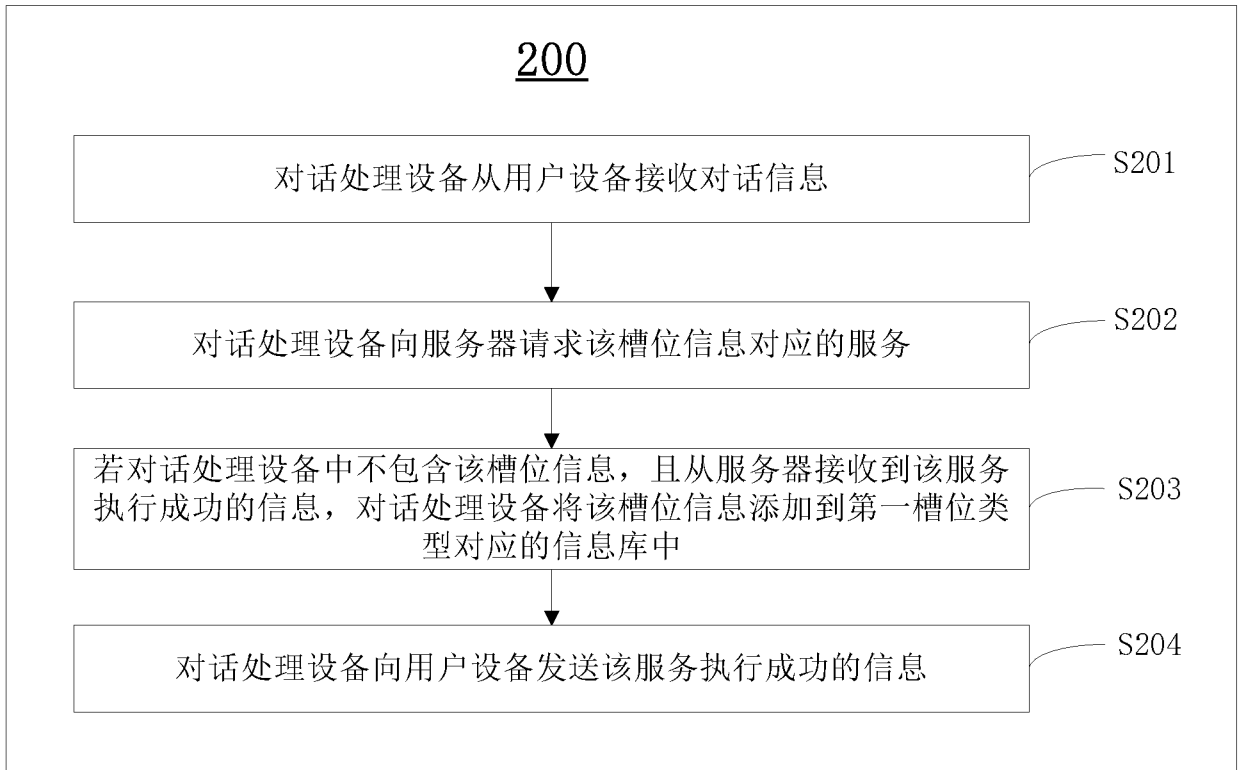 200
对话处理设备从用户设备接收对话信息
S201
对话处理设备向服务器请求该槽位信息对应的服务
S202
若对话处理设备中不包含该槽位信息，且从服务器接收到该服务
执行成功的信息，对话处理设备将该槽位信息添加到第一槽位类
型对应的信息库中
S203
对话处理设备向用户设备发送该服务执行成功的信息
S204